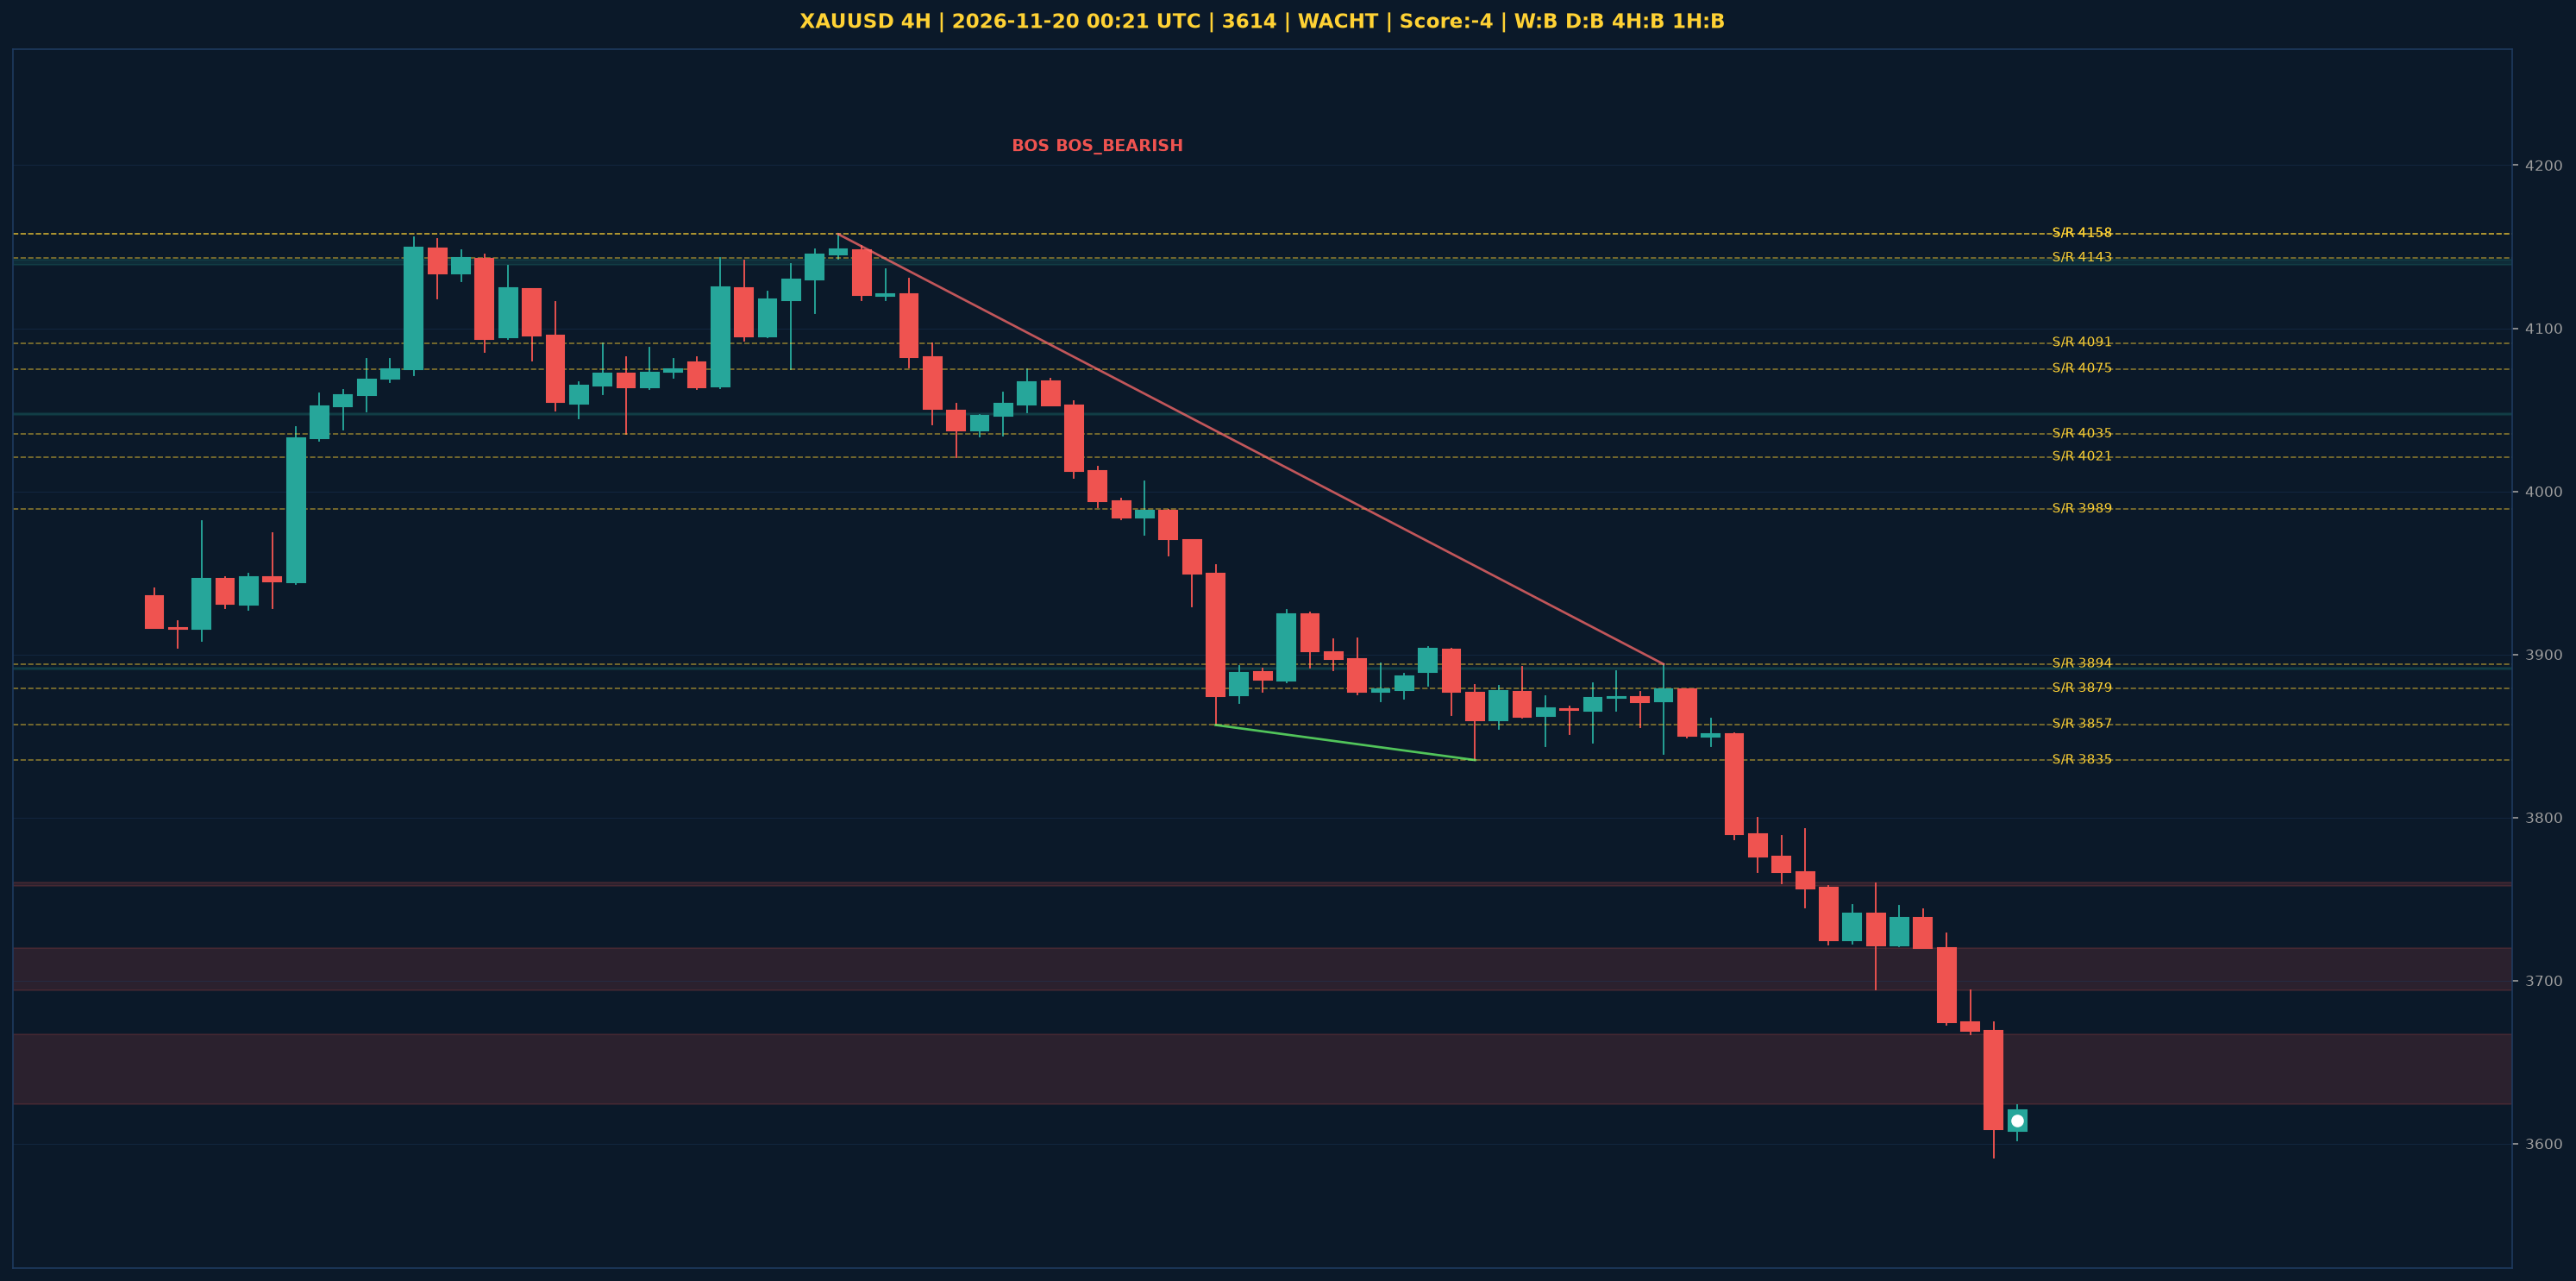 XAUUSD 4H | 2026-11-20 00:21 UTC | 3614 | WACHT | Score:-4 | W:B D:B 4H:B 1H:B
BOS BOS_BEARISH
4200
S/R 4158
S/R 4143
4100
S/R 4091
S/R 4075
S/R 4035
S/R 4021
4000
S/R 3989
3900
S/R 3894
S/R 3879
S/R 3857
S/R 3835
3800
3700
3600